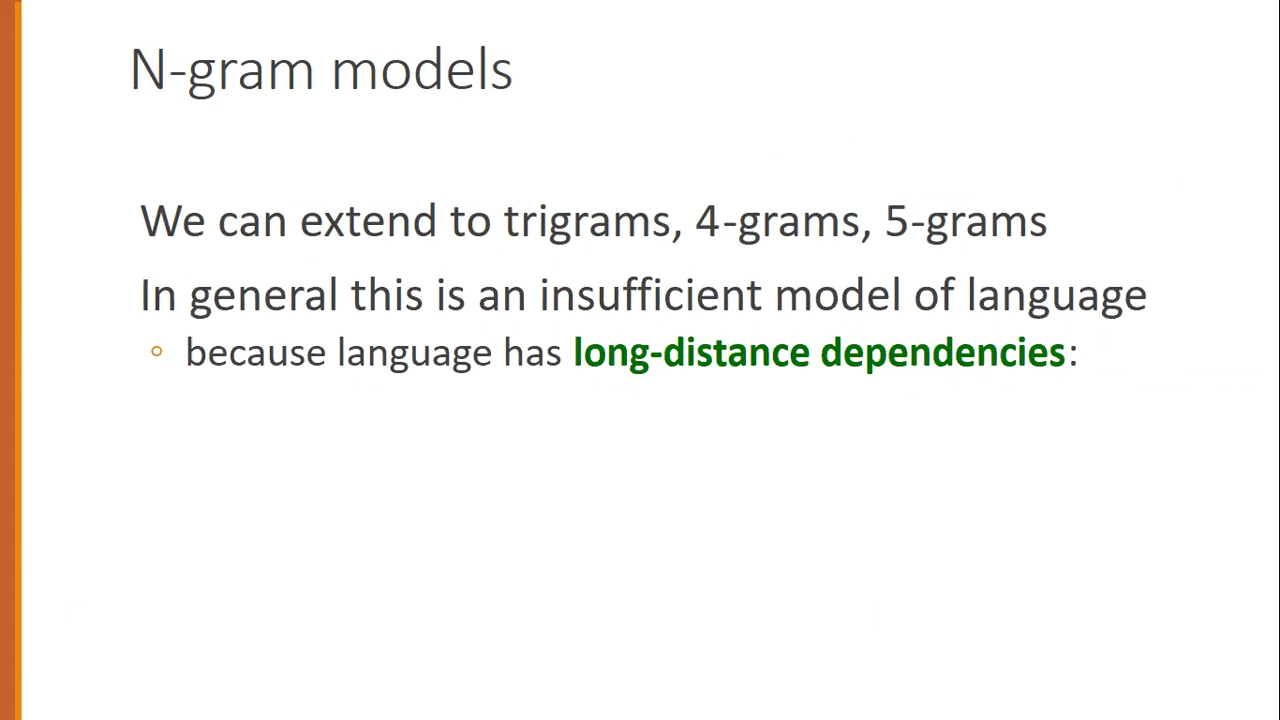 N-gram models
We can extend to trigrams, 4-grams, 5-grams
In general this is an insufficient model of language
◦ because language has long-distance dependencies: